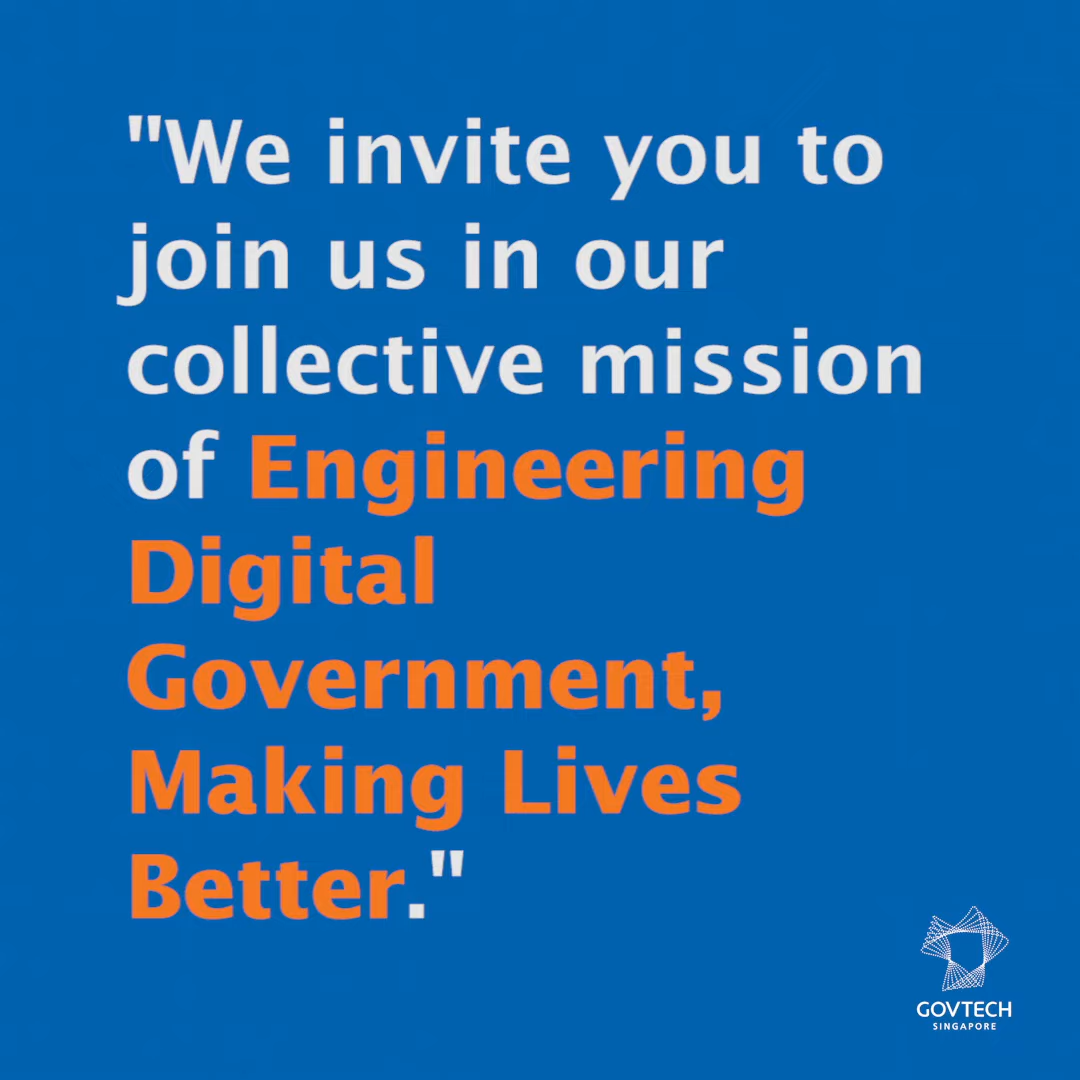 "We invite you to
join us in our
collective mission
of Engineering
Digital
Government,
Making Lives
Better."
GOVTECH
SINGAPORE